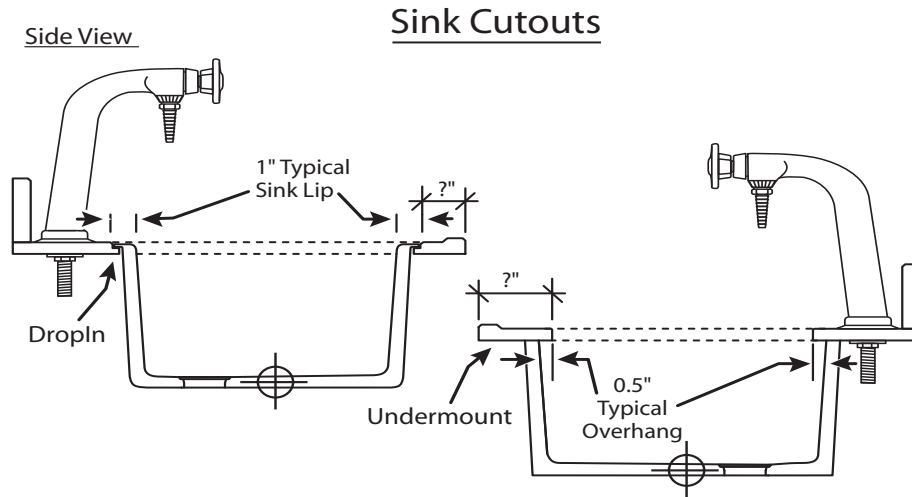 Sink Cutouts
Side View
1" Typical
Sink Lip
?"
DropIn
?"
Undermount
0.5"
Typical
Overhang